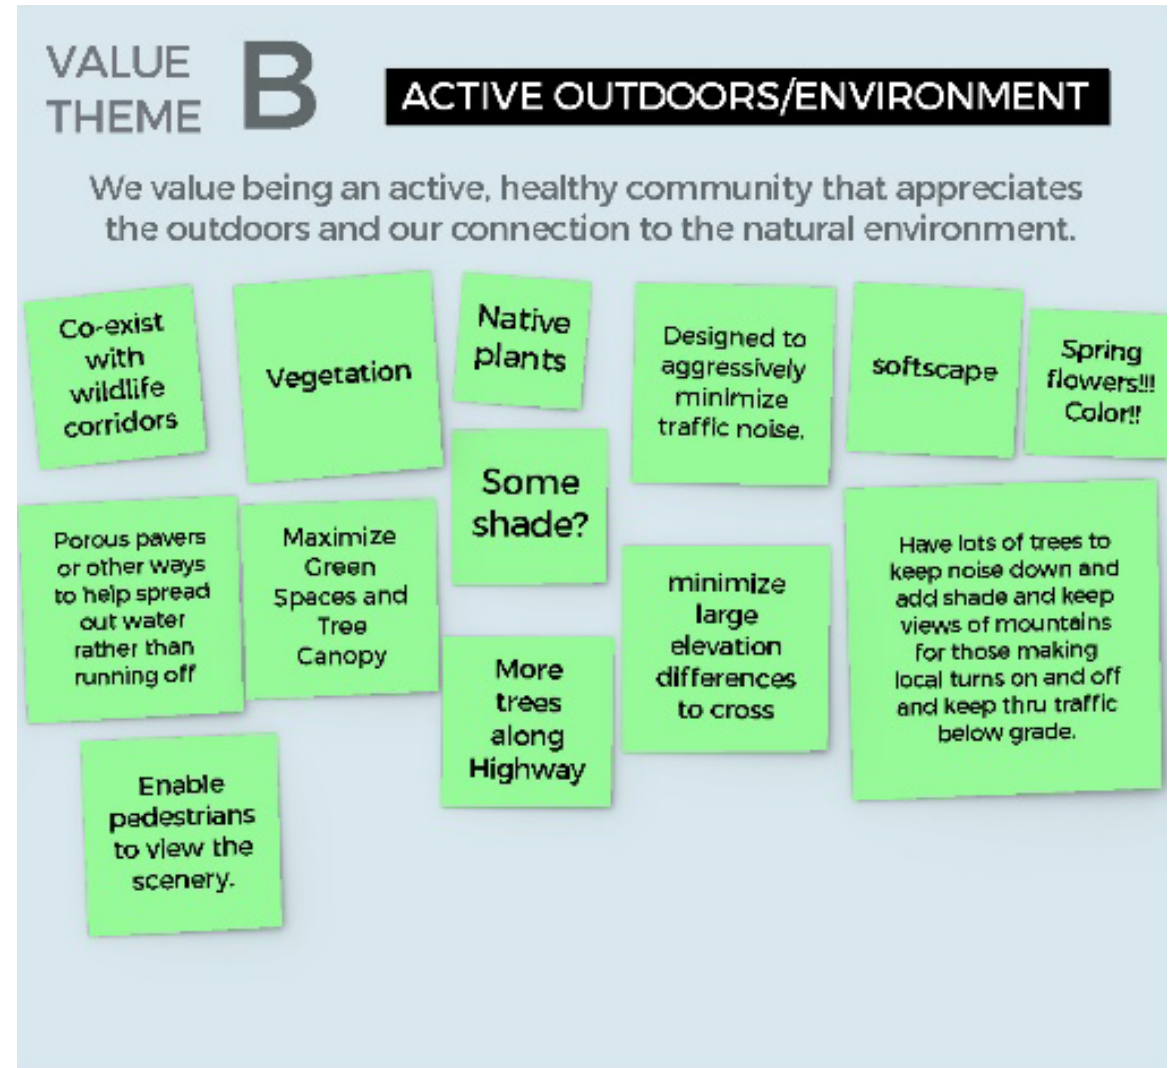 VALUE
THEME
B
ACTIVE OUTDOORS/ENVIRONMENT
We value being an active, healthy community that appreciates
the outdoors and our connection to the natural environment.
Co-exist
with
wildlife
corridors
Vegetation
Native
plants
Designed to
aggressively
minimize
traffic noise.
softscape
Spring
flowers!!!
Color!!
Some
shade?
Porous pavers
or other ways
to help spread
out water
rather than
running off
Maximize
Green
Spaces and
Tree
Canopy
More
trees
along
Highway
minimize
large
elevation
differences
to cross
Have lots of trees to
keep noise down and
add shade and keep
views of mountains
for those making
local turns on and off
and keep thru traffic
below grade.
Enable
pedestrians
to view the
scenery.